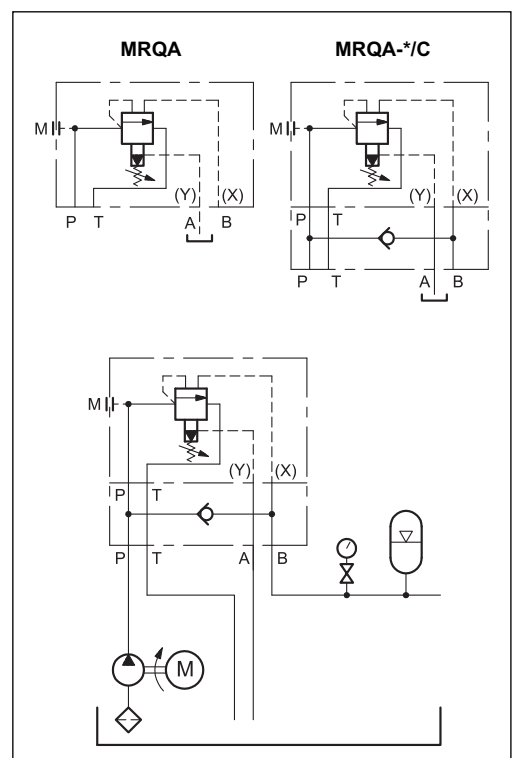 MRQA MRQA-*/C
M M
(Y) (X) (Y) (X)
P T A B P T
P T A B
M
(Y) (X)
P T
P T A B
M